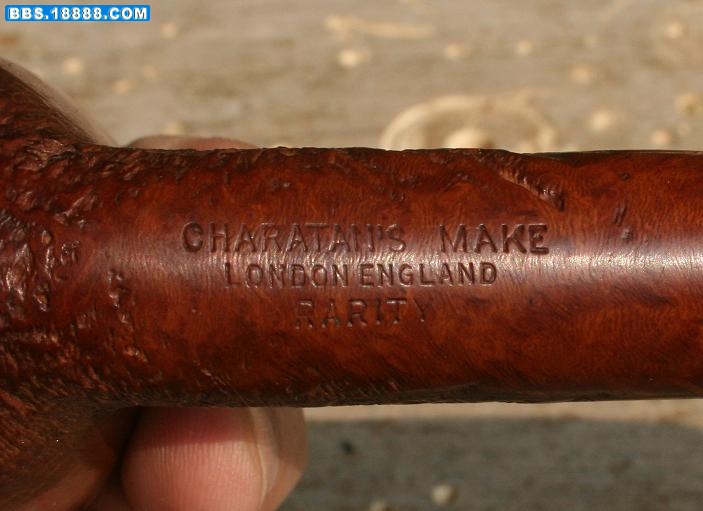 BBS.18888.COM
CHARATAN'S MAKE
LONDON ENGLAND
RARITY